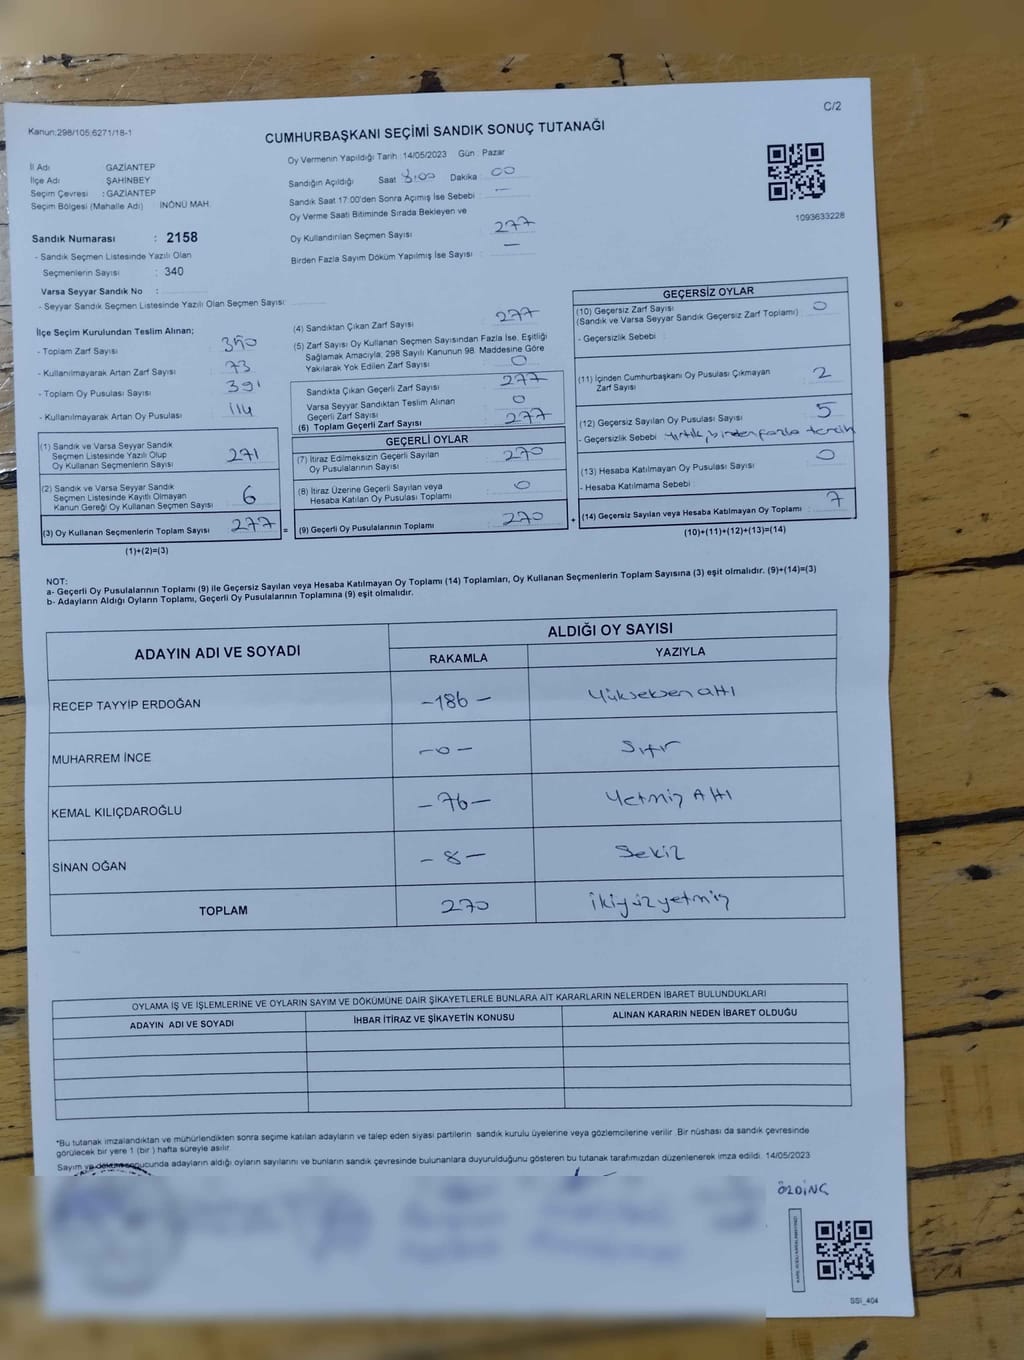 C/2
Kanun:298/105;6271/18-1
CUMHURBAŞKANI SEÇİMİ SANDIK SONUÇ TUTANAĞI
İl Adı GAZİANTEP
İlçe Adı ŞAHİNBEY
Seçim Çevresi : GAZİANTEP
Seçim Bölgesi (Mahalle Adı) İNÖNÜ MAH.
Sandık Numarası : 2158
- Sandık Seçmen Listesinde Yazılı Olan
Seçmenlerin Sayısı : 340
Varsa Seyyar Sandık No :
- Seyyar Sandık Seçmen Listesinde Yazılı Olan Seçmen Sayısı:
Oy Vermenin Yapıldığı Tarih : 14/05/2023 Gün : Pazar
Sandığın Açıldığı Saat 8:00 Dakika 00
Sandık Saat 17:00'den Sonra Açımış İse Sebebi : —
Oy Verme Saati Bitiminde Sırada Bekleyen ve
Oy Kullandırılan Seçmen Sayısı : 277
Birden Fazla Sayım Döküm Yapılmış İse Sayısı : —
1093633228
İlçe Seçim Kurulundan Teslim Alınan;
- Toplam Zarf Sayısı : 350
- Kullanılmayarak Artan Zarf Sayısı : 73
- Toplam Oy Pusulası Sayısı : 391
- Kullanılmayarak Artan Oy Pusulası : 114
(1) Sandık ve Varsa Seyyar Sandık
Seçmen Listesinde Yazılı Olup
Oy Kullanan Seçmenlerin Sayısı : 271
(2) Sandık ve Varsa Seyyar Sandık
Seçmen Listesinde Kayıtlı Olmayan
Kanun Gereği Oy Kullanan Seçmen Sayısı : 6
(3) Oy Kullanan Seçmenlerin Toplam Sayısı : 277 =
(1)+(2)=(3)
(4) Sandıktan Çıkan Zarf Sayısı : 277
(5) Zarf Sayısı Oy Kullanan Seçmen Sayısından Fazla İse, Eşitliği
Sağlamak Amacıyla, 298 Sayılı Kanunun 98. Maddesine Göre
Yakılarak Yok Edilen Zarf Sayısı : 0
Sandıkta Çıkan Geçerli Zarf Sayısı : 277
Varsa Seyyar Sandıktan Teslim Alınan
Geçerli Zarf Sayısı : 0
(6) Toplam Geçerli Zarf Sayısı : 277
GEÇERLİ OYLAR
(7) İtiraz Edilmeksizin Geçerli Sayılan
Oy Pusulalarının Sayısı : 270
(8) İtiraz Üzerine Geçerli Sayılan veya
Hesaba Katılan Oy Pusulası Toplamı : 0
(9) Geçerli Oy Pusulalarının Toplamı : 270 +
GEÇERSİZ OYLAR
(10) Geçersiz Zarf Sayısı : 0
(Sandık ve Varsa Seyyar Sandık Geçersiz Zarf Toplamı)
- Geçersizlik Sebebi :
(11) İçinden Cumhurbaşkanı Oy Pusulası Çıkmayan
Zarf Sayısı : 2
(12) Geçersiz Sayılan Oy Pusulası Sayısı : 5
- Geçersizlik Sebebi : Yırtık, birden fazla tercih
(13) Hesaba Katılmayan Oy Pusulası Sayısı : 0
- Hesaba Katılmama Sebebi :
(14) Geçersiz Sayılan veya Hesaba Katılmayan Oy Toplamı : 7
(10)+(11)+(12)+(13)=(14)
NOT:
a- Geçerli Oy Pusulalarının Toplamı (9) ile Geçersiz Sayılan veya Hesaba Katılmayan Oy Toplamı (14) Toplamları, Oy Kullanan Seçmenlerin Toplam Sayısına (3) eşit olmalıdır. (9)+(14)=(3)
b- Adayların Aldığı Oyların Toplamı, Geçerli Oy Pusulalarının Toplamına (9) eşit olmalıdır.
ADAYIN ADI VE SOYADI ALDIĞI OY SAYISI
RAKAMLA YAZIYLA
RECEP TAYYİP ERDOĞAN -186- Yükseksen altı
MUHARREM İNCE -0- Sıfır
KEMAL KILIÇDAROĞLU -76- Yetmiş Altı
SİNAN OĞAN -8- Sekiz
TOPLAM 270 ikiyüzyetmiş
OYLAMA İŞ VE İŞLEMLERİNE VE OYLARIN SAYIM VE DÖKÜMÜNE DAİR ŞİKAYETLERLE BUNLARA AİT KARARLARIN NELERDEN İBARET BULUNDUKLARI
ADAYIN ADI VE SOYADI İHBAR İTİRAZ VE ŞİKAYETİN KONUSU ALINAN KARARIN NEDEN İBARET OLDUĞU
*Bu tutanak imzalandıktan ve mühürlendikten sonra seçime katılan adayların ve talep eden siyasi partilerin sandık kurulu üyelerine veya gözlemcilerine verilir. Bir nüshası da sandık çevresinde
görülecek bir yere 1 (bir) hafta süreyle asılır.
Sayım ve döküm sonucunda adayların aldığı oyların sayılarını ve bunların sandık çevresinde bulunanlara duyurulduğunu gösteren bu tutanak tarafımızdan düzenlenerek imza edildi. 14/05/2023
ÖZDİNÇ
SSİ_404